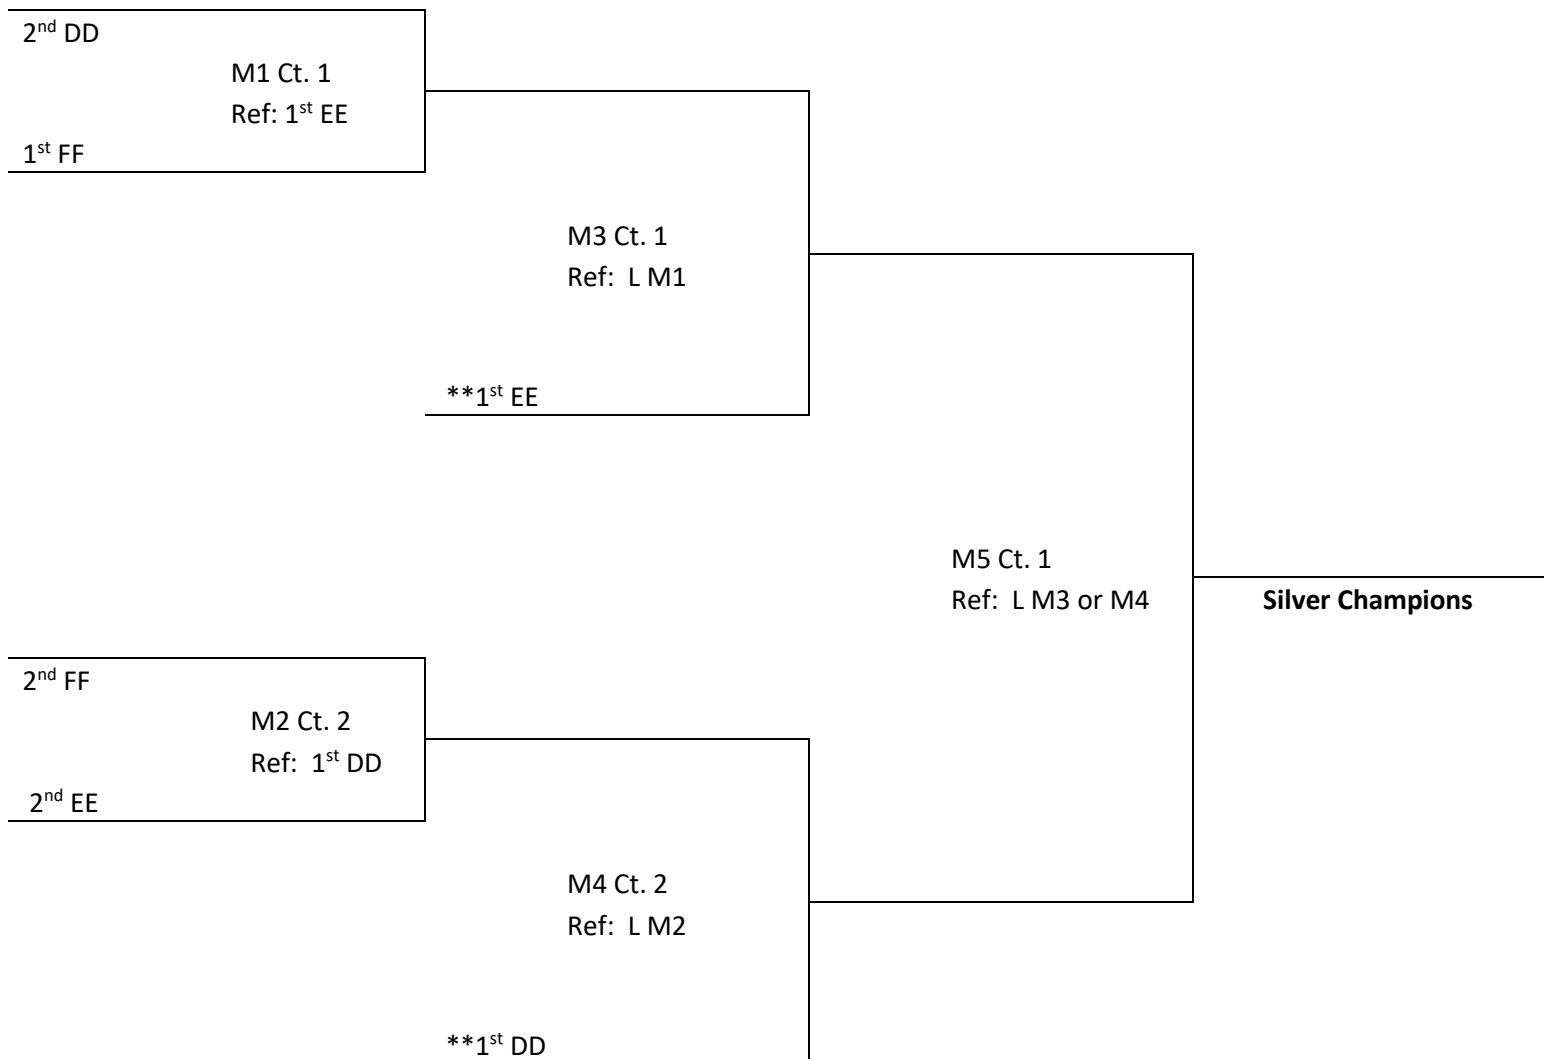 2nd DD
M1 Ct. 1
Ref: 1st EE
1st FF
M3 Ct. 1
Ref: L M1
**1st EE
M5 Ct. 1
Ref: L M3 or M4
Silver Champions
2nd FF
M2 Ct. 2
Ref: 1st DD
2nd EE
M4 Ct. 2
Ref: L M2
**1st DD